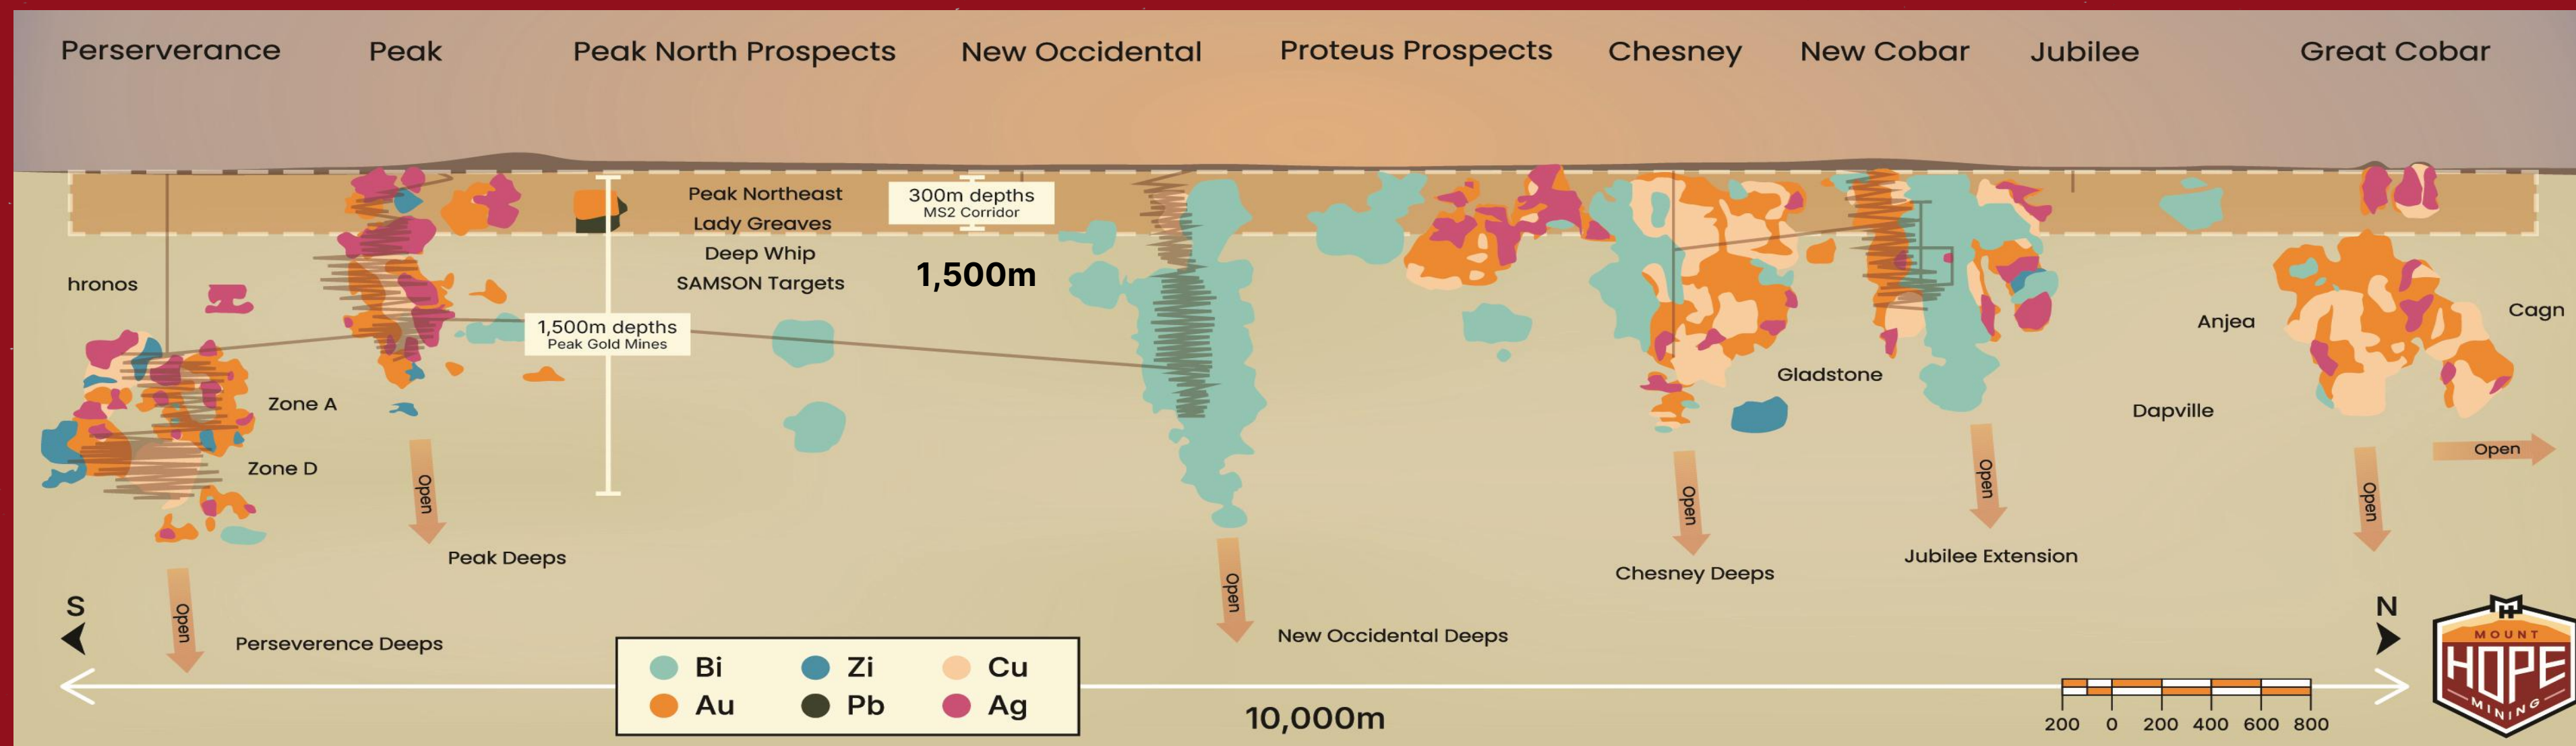 Perserverance
Peak
Peak North Prospects
New Occidental
Proteus Prospects
Chesney
New Cobar
Jubilee
Great Cobar
Peak Northeast
Lady Greaves
Deep Whip
SAMSON Targets
300m depths
MS2 Corridor
1,500m
hronos
1,500m depths
Peak Gold Mines
Cagn
Anjea
Gladstone
Zone A
Dapville
Zone D
Open
Open
Open
Open
Open
Peak Deeps
Jubilee Extension
Chesney Deeps
Open
Open
S
N
New Occidental Deeps
Perseverence Deeps
Bi
Zi
Cu
Au
Pb
Ag
10,000m
200 0 200 400 600 800
MOUNT
HOPE
MINING